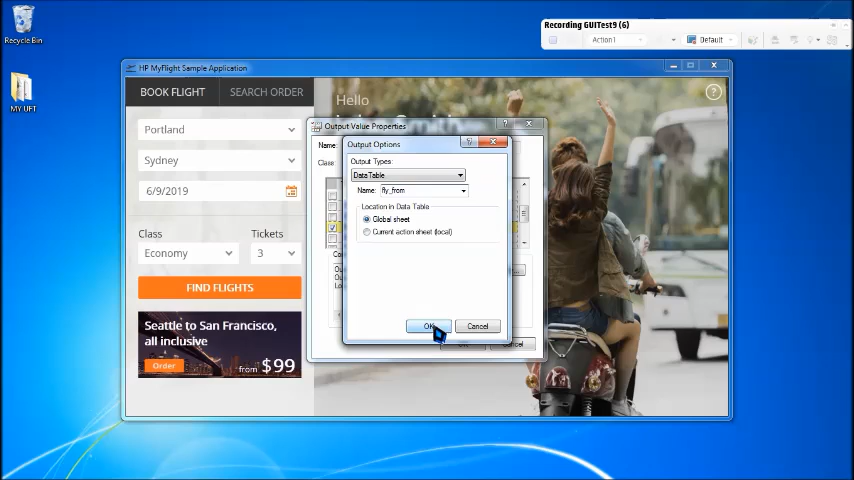 Recycle Bin
MY UFT
Recording GUITest9 (6)
Action1
Default
HP MyFlight Sample Application
BOOK FLIGHT
SEARCH ORDER
Hello
Portland
Sydney
6/9/2019
Class
Tickets
Economy
3
FIND FLIGHTS
Seattle to San Francisco,
all inclusive
Order
from $99
?
Output Value Properties
Name:
Class:
Output Options
Output Types:
DataTable
Name: fly_from
Location in Data Table
Global sheet
Current action sheet (local)
OK
Cancel